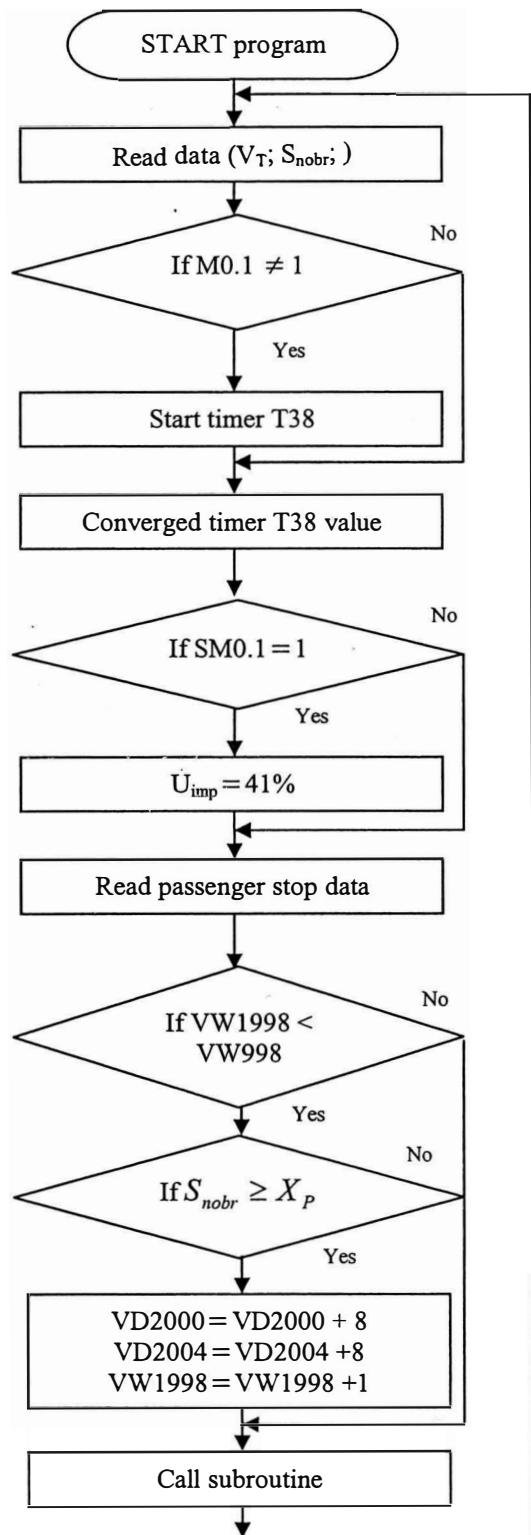 START program
Read data (V_T; S_nobr; )
If M0.1 ≠ 1
No
Yes
Start timer T38
Converged timer T38 value
If SM0.1 = 1
No
Yes
U̇_imp = 41%
Read passenger stop data
If VW1998 <
VW998
No
Yes
If S_nobr ≥ X_P
No
Yes
VD2000 = VD2000 + 8
VD2004 = VD2004 +8
VW1998 = VW1998 +1
Call subroutine